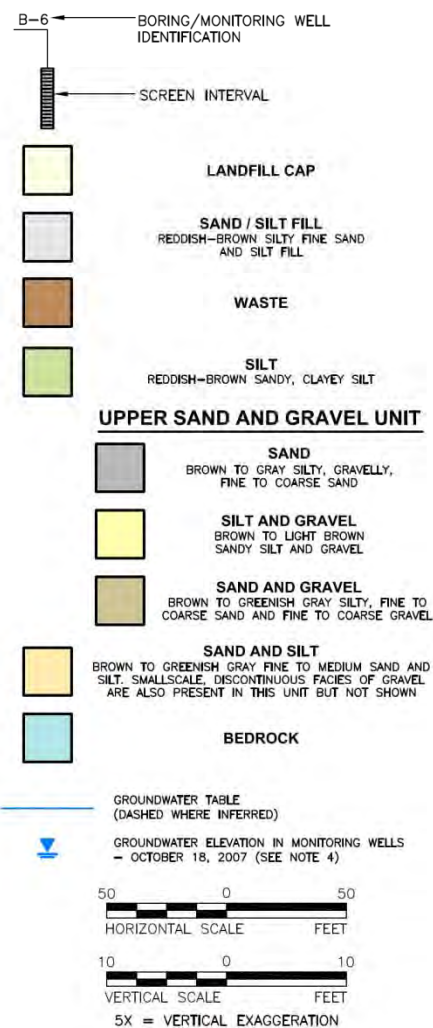 B-6
BORING/MONITORING WELL
IDENTIFICATION
SCREEN INTERVAL
LANDFILL CAP
SAND / SILT FILL
REDDISH-BROWN SILTY FINE SAND
AND SILT FILL
WASTE
SILT
REDDISH-BROWN SANDY, CLAYEY SILT
UPPER SAND AND GRAVEL UNIT
SAND
BROWN TO GRAY SILTY, GRAVELLY,
FINE TO COARSE SAND
SILT AND GRAVEL
BROWN TO LIGHT BROWN
SANDY SILT AND GRAVEL
SAND AND GRAVEL
BROWN TO GREENISH GRAY SILTY, FINE TO
COARSE SAND AND FINE TO COARSE GRAVEL
SAND AND SILT
BROWN TO GREENISH GRAY FINE TO MEDIUM SAND AND
SILT. SMALLSCALE, DISCONTINUOUS FACIES OF GRAVEL
ARE ALSO PRESENT IN THIS UNIT BUT NOT SHOWN
BEDROCK
GROUNDWATER TABLE
(DASHED WHERE INFERRED)
GROUNDWATER ELEVATION IN MONITORING WELLS
- OCTOBER 18, 2007 (SEE NOTE 4)
50 0 50
HORIZONTAL SCALE FEET
10 0 10
VERTICAL SCALE FEET
5X = VERTICAL EXAGGERATION